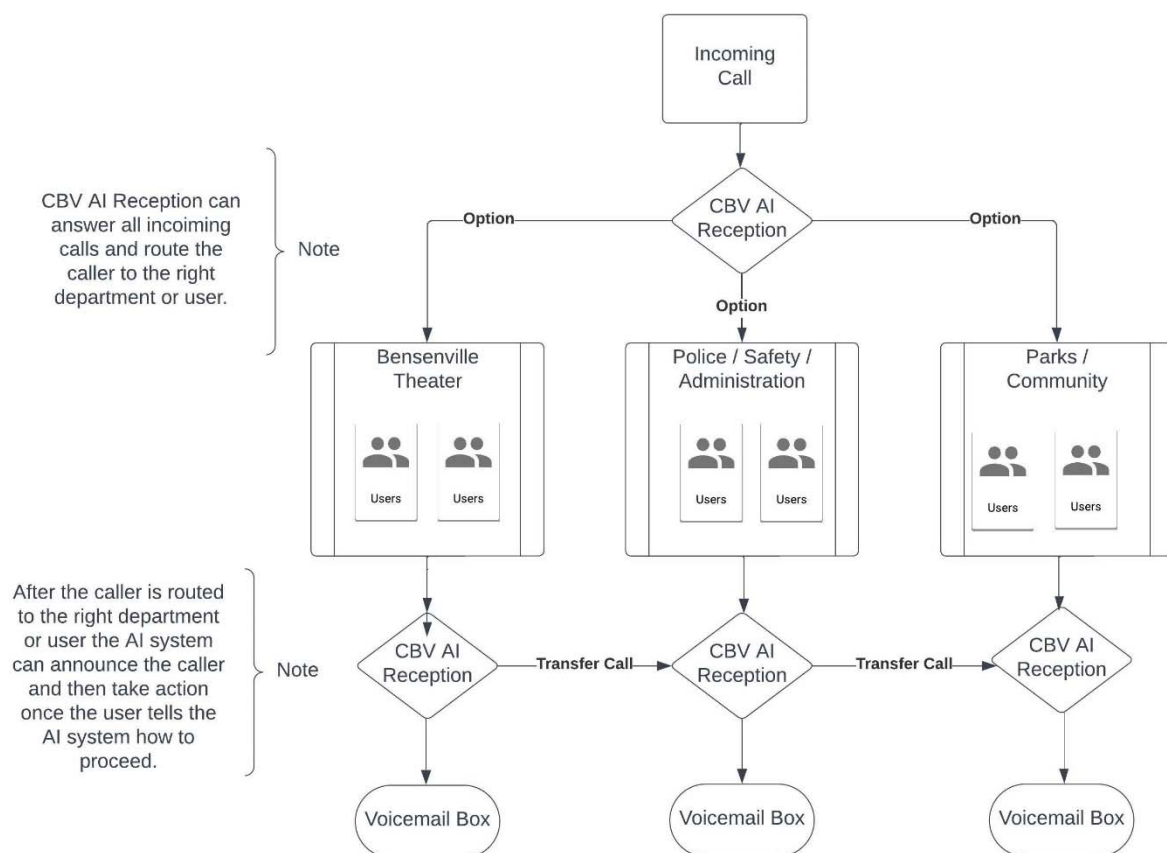 Incoming
Call
CBV AI
Reception
Option
Option
Option
CBV AI Reception can
answer all incoiming
calls and route the
caller to the right
department or user.
Note
Bensenville
Theater
Users
Users
Police / Safety /
Administration
Users
Users
Parks /
Community
Users
Users
After the caller is routed
to the right department
or user the AI system
can announce the caller
and then take action
once the user tells the
AI system how to
proceed.
Note
CBV AI
Reception
Transfer Call
CBV AI
Reception
Transfer Call
CBV AI
Reception
Voicemail Box
Voicemail Box
Voicemail Box